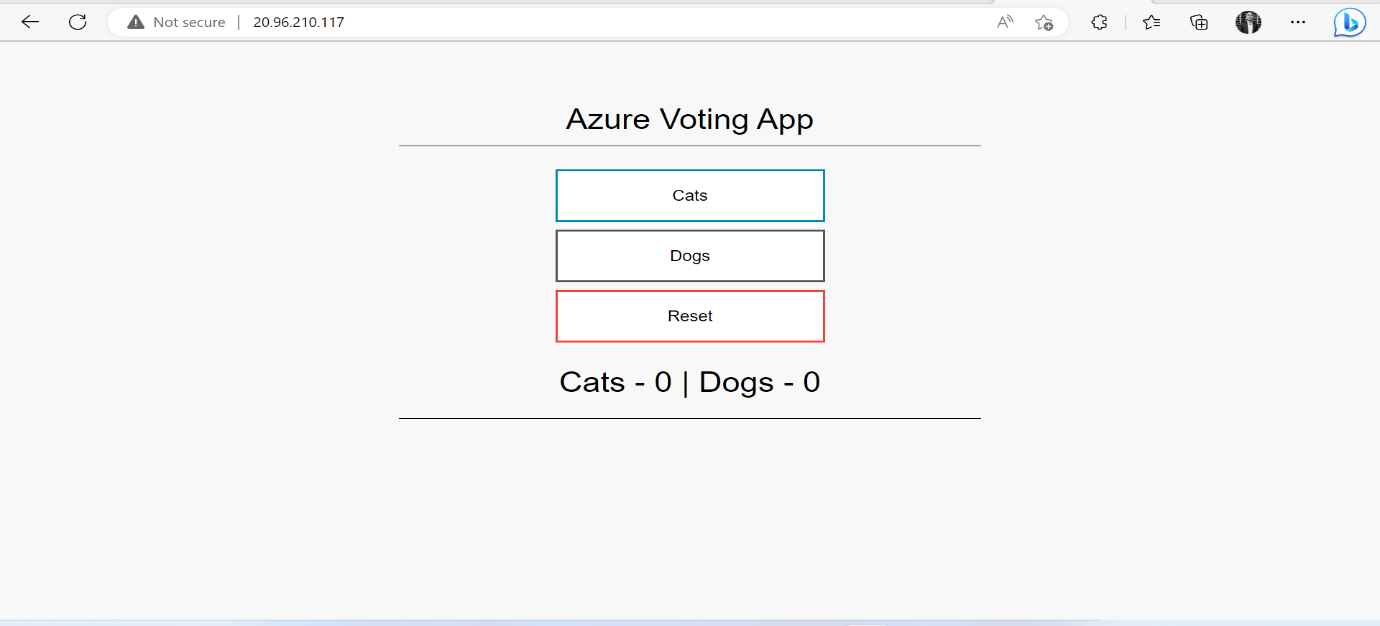 Not secure | 20.96.210.117
Azure Voting App
Cats
Dogs
Reset
Cats - 0 | Dogs - 0